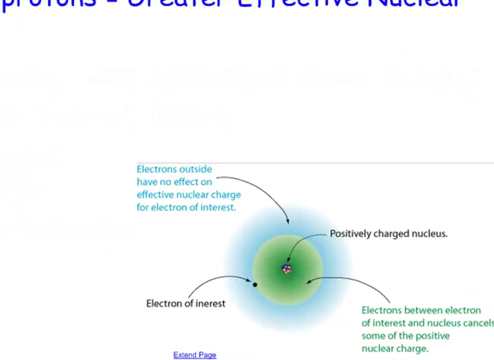 protons = Greater Effective Nuclear
Electrons outside
have no effect on
effective nuclear charge
for electron of interest.
Positively charged nucleus.
Electron of inerest
Electrons between electron
of interest and nucleus cancels
some of the positive
nuclear charge.
Extend Page